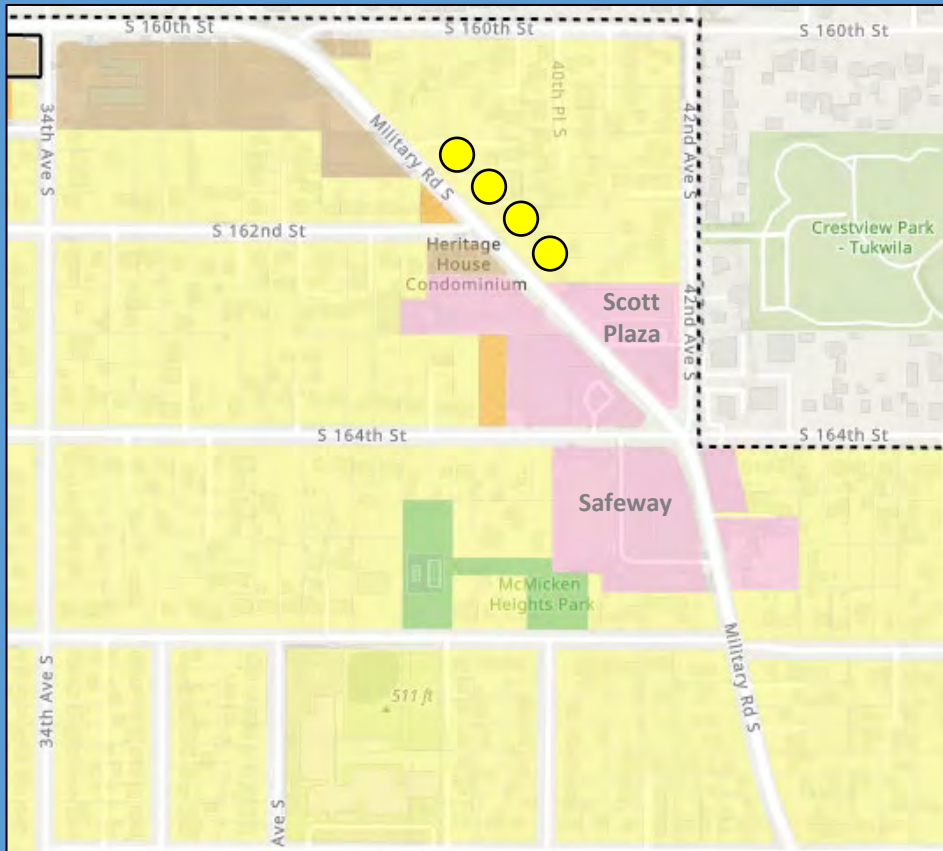 S 160th St
S 160th St
S 160th St
34th Ave S
40th Pl S
42nd Ave S
Military Rd S
S 162nd St
Heritage
House
Condominium
Crestview Park
- Tukwila
Scott
Plaza
42nd Ave S
S 164th St
S 164th St
Safeway
McMicken
Heights Park
Military Rd S
34th Ave S
511 ft
Ave S